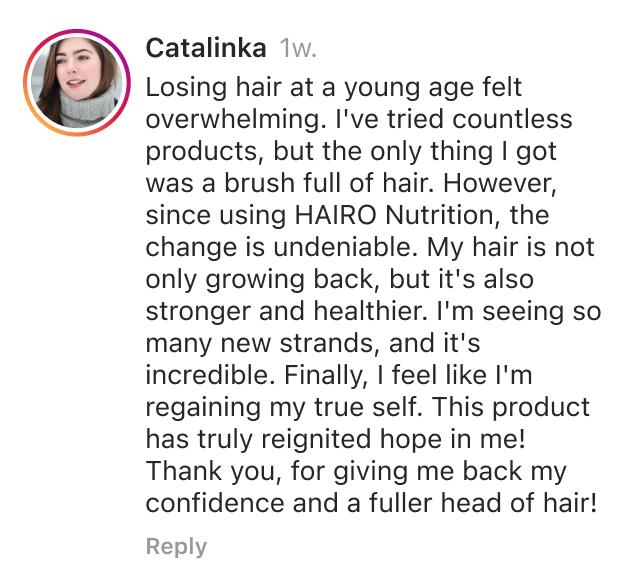 Catalinka 1w.
Losing hair at a young age felt
overwhelming. I've tried countless
products, but the only thing I got
was a brush full of hair. However,
since using HAIRO Nutrition, the
change is undeniable. My hair is not
only growing back, but it's also
stronger and healthier. I'm seeing so
many new strands, and it's
incredible. Finally, I feel like I'm
regaining my true self. This product
has truly reignited hope in me!
Thank you, for giving me back my
confidence and a fuller head of hair!
Reply